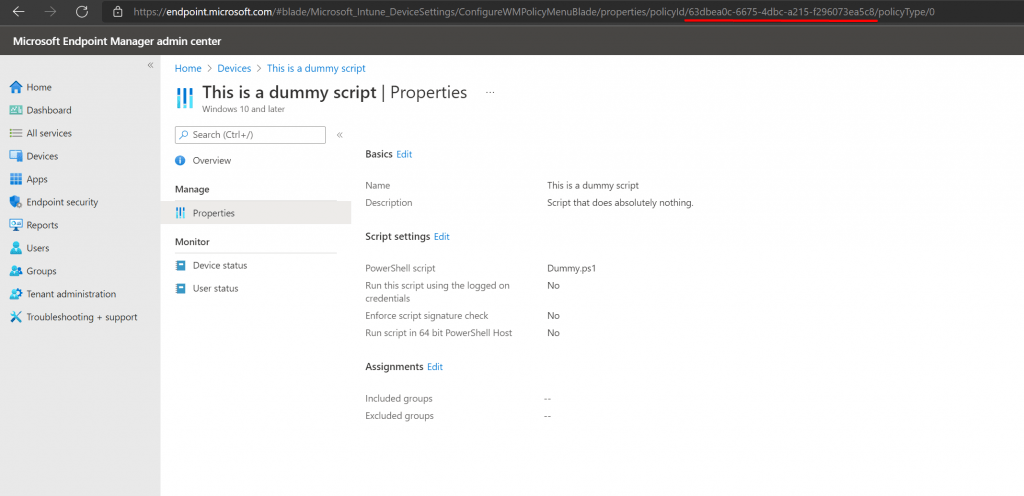 https://endpoint.microsoft.com/#blade/Microsoft_Intune_DeviceSettings/ConfigureWMPolicyMenuBlade/properties/policyId/63dbea0c-6675-4dbc-a215-f296073ea5c8/policyType/0
Microsoft Endpoint Manager admin center
«
Home
Dashboard
All services
Devices
Apps
Endpoint security
Reports
Users
Groups
Tenant administration
Troubleshooting + support
Home > Devices > This is a dummy script
This is a dummy script | Properties ...
Windows 10 and later
Search (Ctrl+/) «
Overview
Manage
Properties
Monitor
Device status
User status
Basics Edit
Name This is a dummy script
Description Script that does absolutely nothing.
Script settings Edit
PowerShell script Dummy.ps1
Run this script using the logged on No
credentials
Enforce script signature check No
Run script in 64 bit PowerShell Host No
Assignments Edit
Included groups --
Excluded groups --